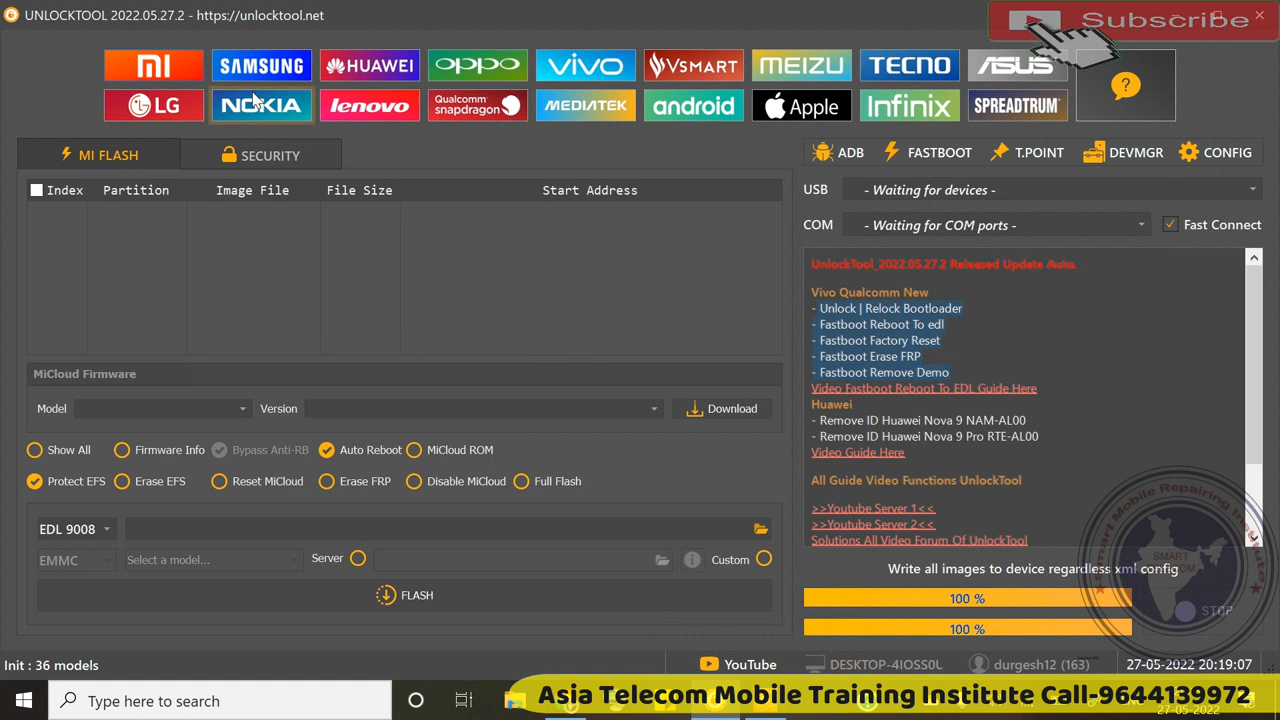 UNLOCKTOOL 2022.05.27.2 - https://unlocktool.net
Subscribe
mi SAMSUNG HUAWEI oppo vivo VSMART MEIZU TECNO ASUS ?
LG NOKIA lenovo Qualcomm snapdragon MEDIATEK android Apple Infinix SPREADTRUM
MI FLASH SECURITY
ADB FASTBOOT T.POINT DEVMGR CONFIG
Index Partition Image File File Size Start Address
USB - Waiting for devices -
COM - Waiting for COM ports - Fast Connect
UnlockTool_2022.05.27.2 Released Update Auto.
Vivo Qualcomm New
- Unlock | Relock Bootloader
- Fastboot Reboot To edl
- Fastboot Factory Reset
- Fastboot Erase FRP
- Fastboot Remove Demo
Video Fastboot Reboot To EDL Guide Here
Huawei
- Remove ID Huawei Nova 9 NAM-AL00
- Remove ID Huawei Nova 9 Pro RTE-AL00
Video Guide Here
All Guide Video Functions UnlockTool
>>Youtube Server 1<<
>>Youtube Server 2<<
Solutions All Video Forum Of UnlockTool
MiCloud Firmware
Model Version Download
Show All Firmware Info Bypass Anti-RB Auto Reboot MiCloud ROM
Protect EFS Erase EFS Reset MiCloud Erase FRP Disable MiCloud Full Flash
EDL 9008
EMMC Select a model... Server Custom
FLASH
Write all images to device regardless xml config
100 %
100 %
STOP
Smart Mobile Repairing Institute
SMART
Init : 36 models
YouTube DESKTOP-4IOSS0U durgesh12 (163) 27-05-2022 20:19:07
Type here to search
Asia Telecom Mobile Training Institute Call-9644139972
27-05-2022